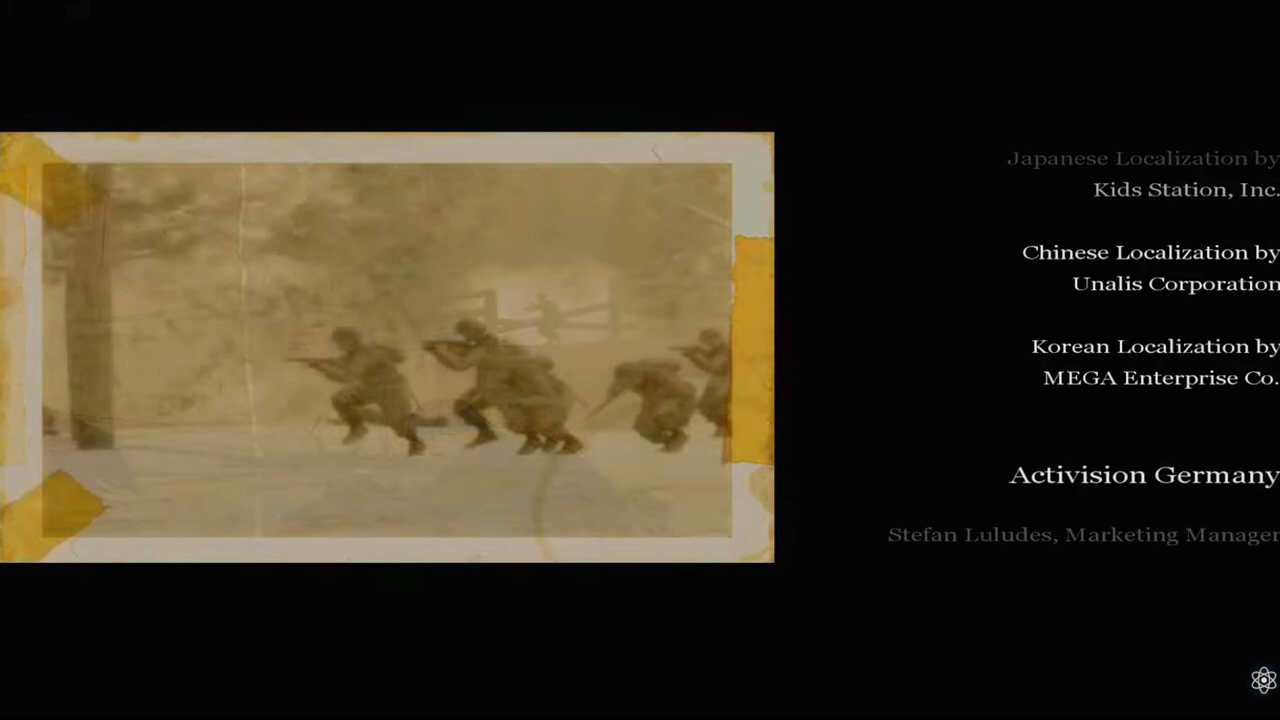 Japanese Localization by
Kids Station, Inc.
Chinese Localization by
Unalis Corporation
Korean Localization by
MEGA Enterprise Co.
Activision Germany
Stefan Luludes, Marketing Manager